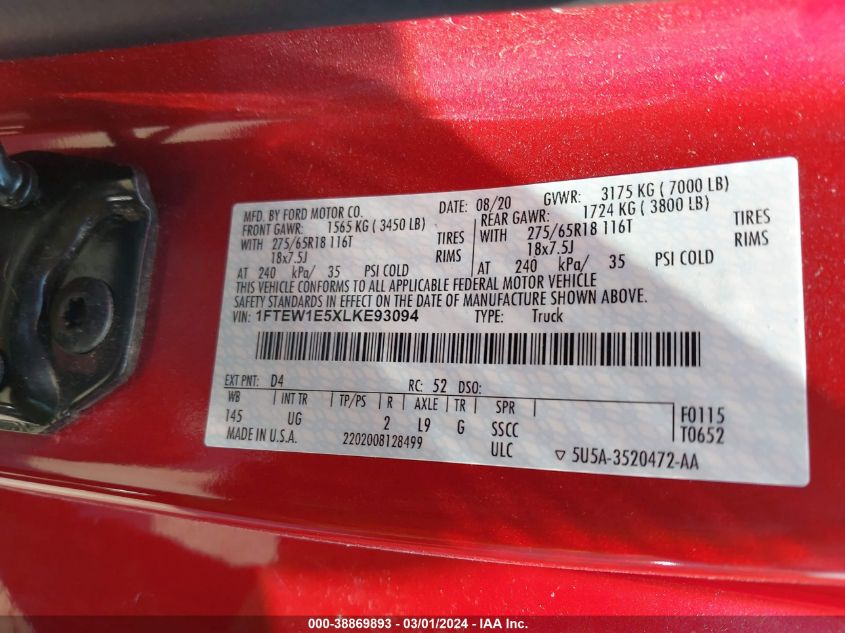 MFD. BY FORD MOTOR CO. DATE: 08/20 GVWR: 3175 KG ( 7000 LB)
FRONT GAWR: 1565 KG ( 3450 LB) REAR GAWR: 1724 KG ( 3800 LB)
WITH 275/65R18 116T TIRES WITH 275/65R18 116T TIRES
18x7.5J RIMS 18x7.5J RIMS
AT 240 kPa/ 35 PSI COLD AT 240 kPa/ 35 PSI COLD
THIS VEHICLE CONFORMS TO ALL APPLICABLE FEDERAL MOTOR VEHICLE
SAFETY STANDARDS IN EFFECT ON THE DATE OF MANUFACTURE SHOWN ABOVE.
VIN: 1FTEW1E5XLKE93094 TYPE: Truck
EXT PNT: D4 RC: 52 DSO:
WB INT TR TP/PS R AXLE TR SPR
145 UG 2 L9 G SSCC F0115
ULC T0652
MADE IN U.S.A. 2202008128499 ▽ 5U5A-3520472-AA
000-38869893 - 03/01/2024 - IAA Inc.